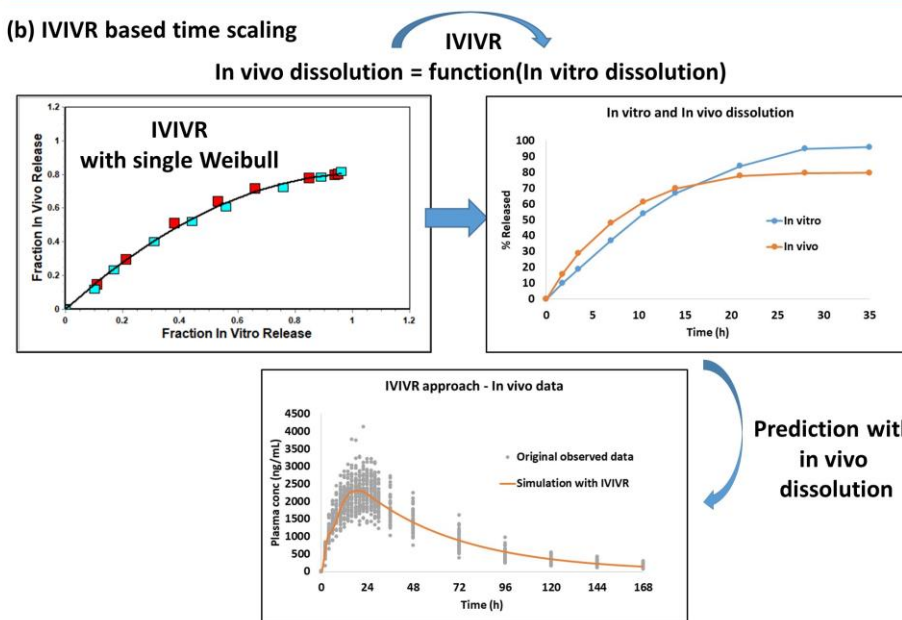 (b) IVIVR based time scaling
IVIVR
In vivo dissolution = function(In vitro dissolution)
IVIVR
with single Weibull
Fraction In Vivo Release
1.2
1
0.8
0.6
0.4
0.2
0
0
0.2
0.4
0.6
0.8
1
1.2
Fraction In Vitro Release
In vitro and In vivo dissolution
% Released
100
90
80
70
60
50
40
30
20
10
0
0
5
10
15
20
25
30
35
Time (h)
In vitro
In vivo
IVIVR approach - In vivo data
Plasma conc (ng/mL)
4500
4000
3500
3000
2500
2000
1500
1000
500
0
0
24
48
72
96
120
144
168
Time (h)
Original observed data
Simulation with IVIVR
Prediction with
in vivo
dissolution